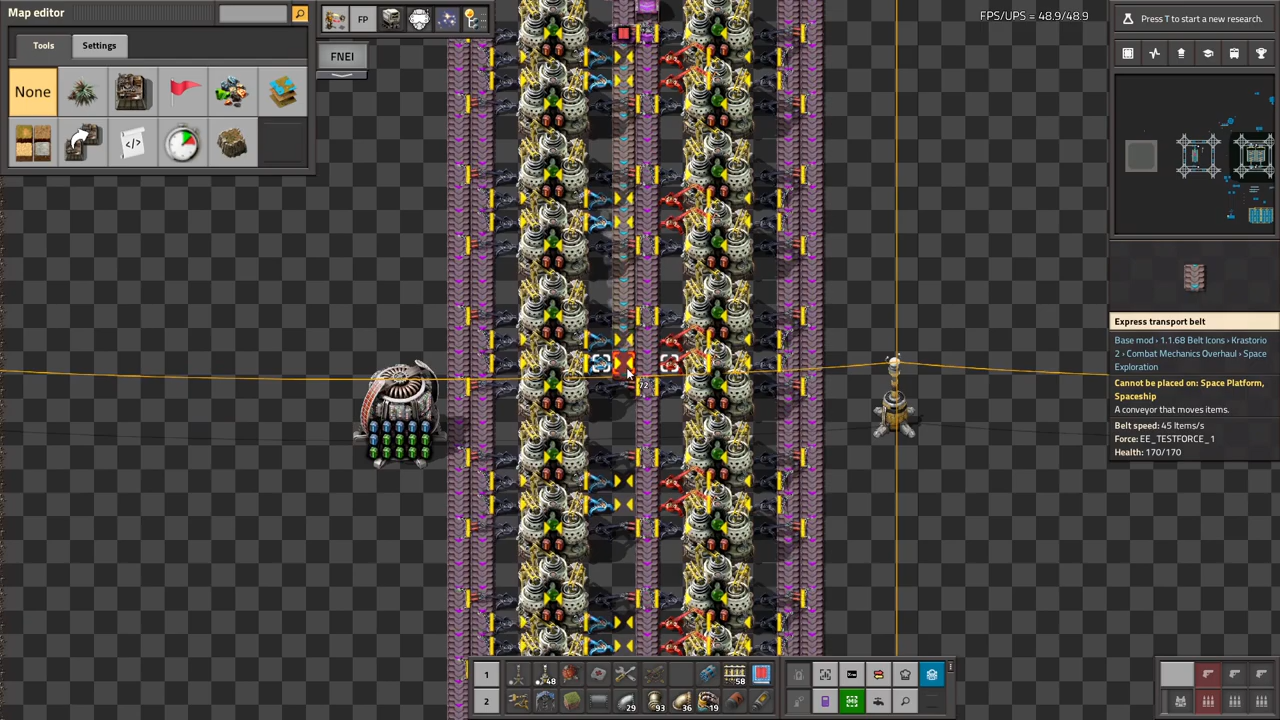 Map editor
FP
FPS/UPS = 48.9/48.9
Press T to start a new research.
Tools
Settings
FNEI
None
</>
Express transport belt
Base mod › 1.1.68 Belt Icons › Krastorio
2 › Combat Mechanics Overhaul › Space
Exploration
Cannot be placed on: Space Platform,
Spaceship
A conveyor that moves items.
Belt speed: 45 Items/s
Force: EE_TESTFORCE_1
Health: 170/170
72
1
48
58
2
29
93
36
19